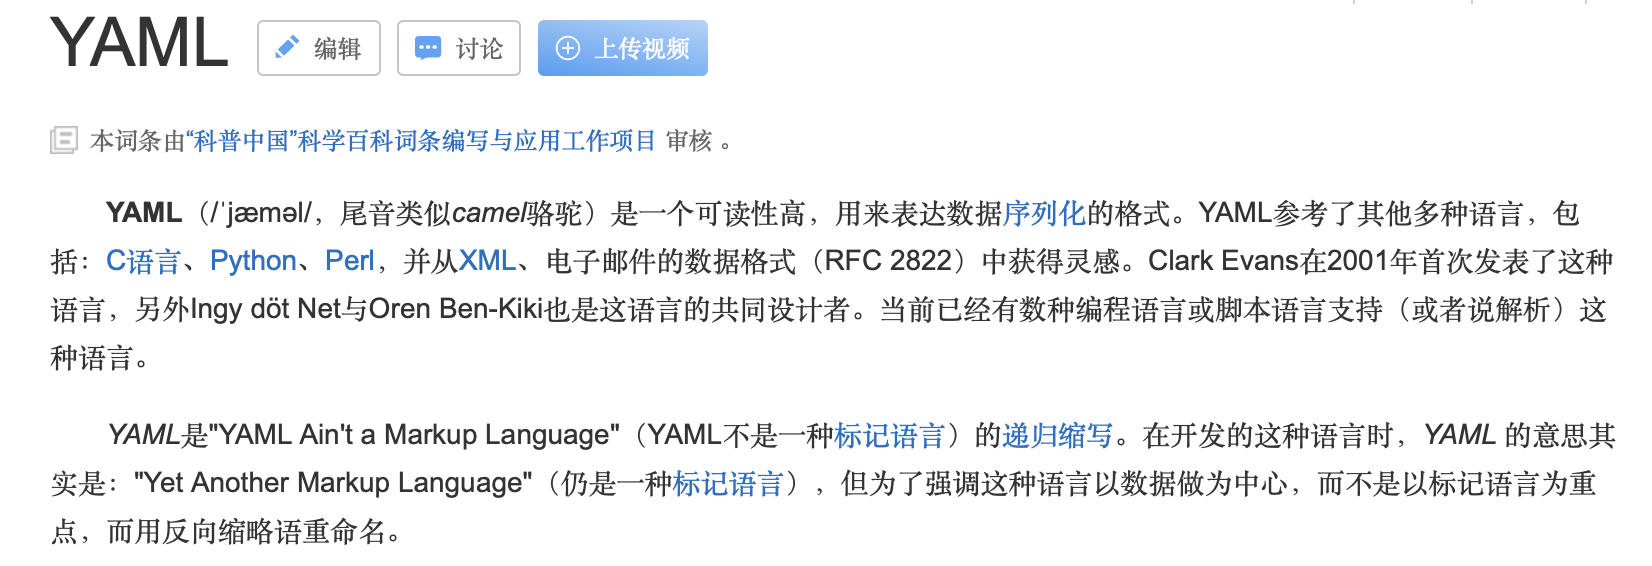 YAML 编辑 讨论 上传视频
本词条由“科普中国”科学百科词条编写与应用工作项目 审核 。
YAML（/ˈjæməl/，尾音类似camel骆驼）是一个可读性高，用来表达数据序列化的格式。YAML参考了其他多种语言，包
括：C语言、Python、Perl，并从XML、电子邮件的数据格式（RFC 2822）中获得灵感。Clark Evans在2001年首次发表了这种
语言，另外Ingy döt Net与Oren Ben-Kiki也是这语言的共同设计者。当前已经有数种编程语言或脚本语言支持（或者说解析）这
种语言。
YAML是"YAML Ain't a Markup Language"（YAML不是一种标记语言）的递归缩写。在开发的这种语言时，YAML 的意思其
实是："Yet Another Markup Language"（仍是一种标记语言），但为了强调这种语言以数据做为中心，而不是以标记语言为重
点，而用反向缩略语重命名。